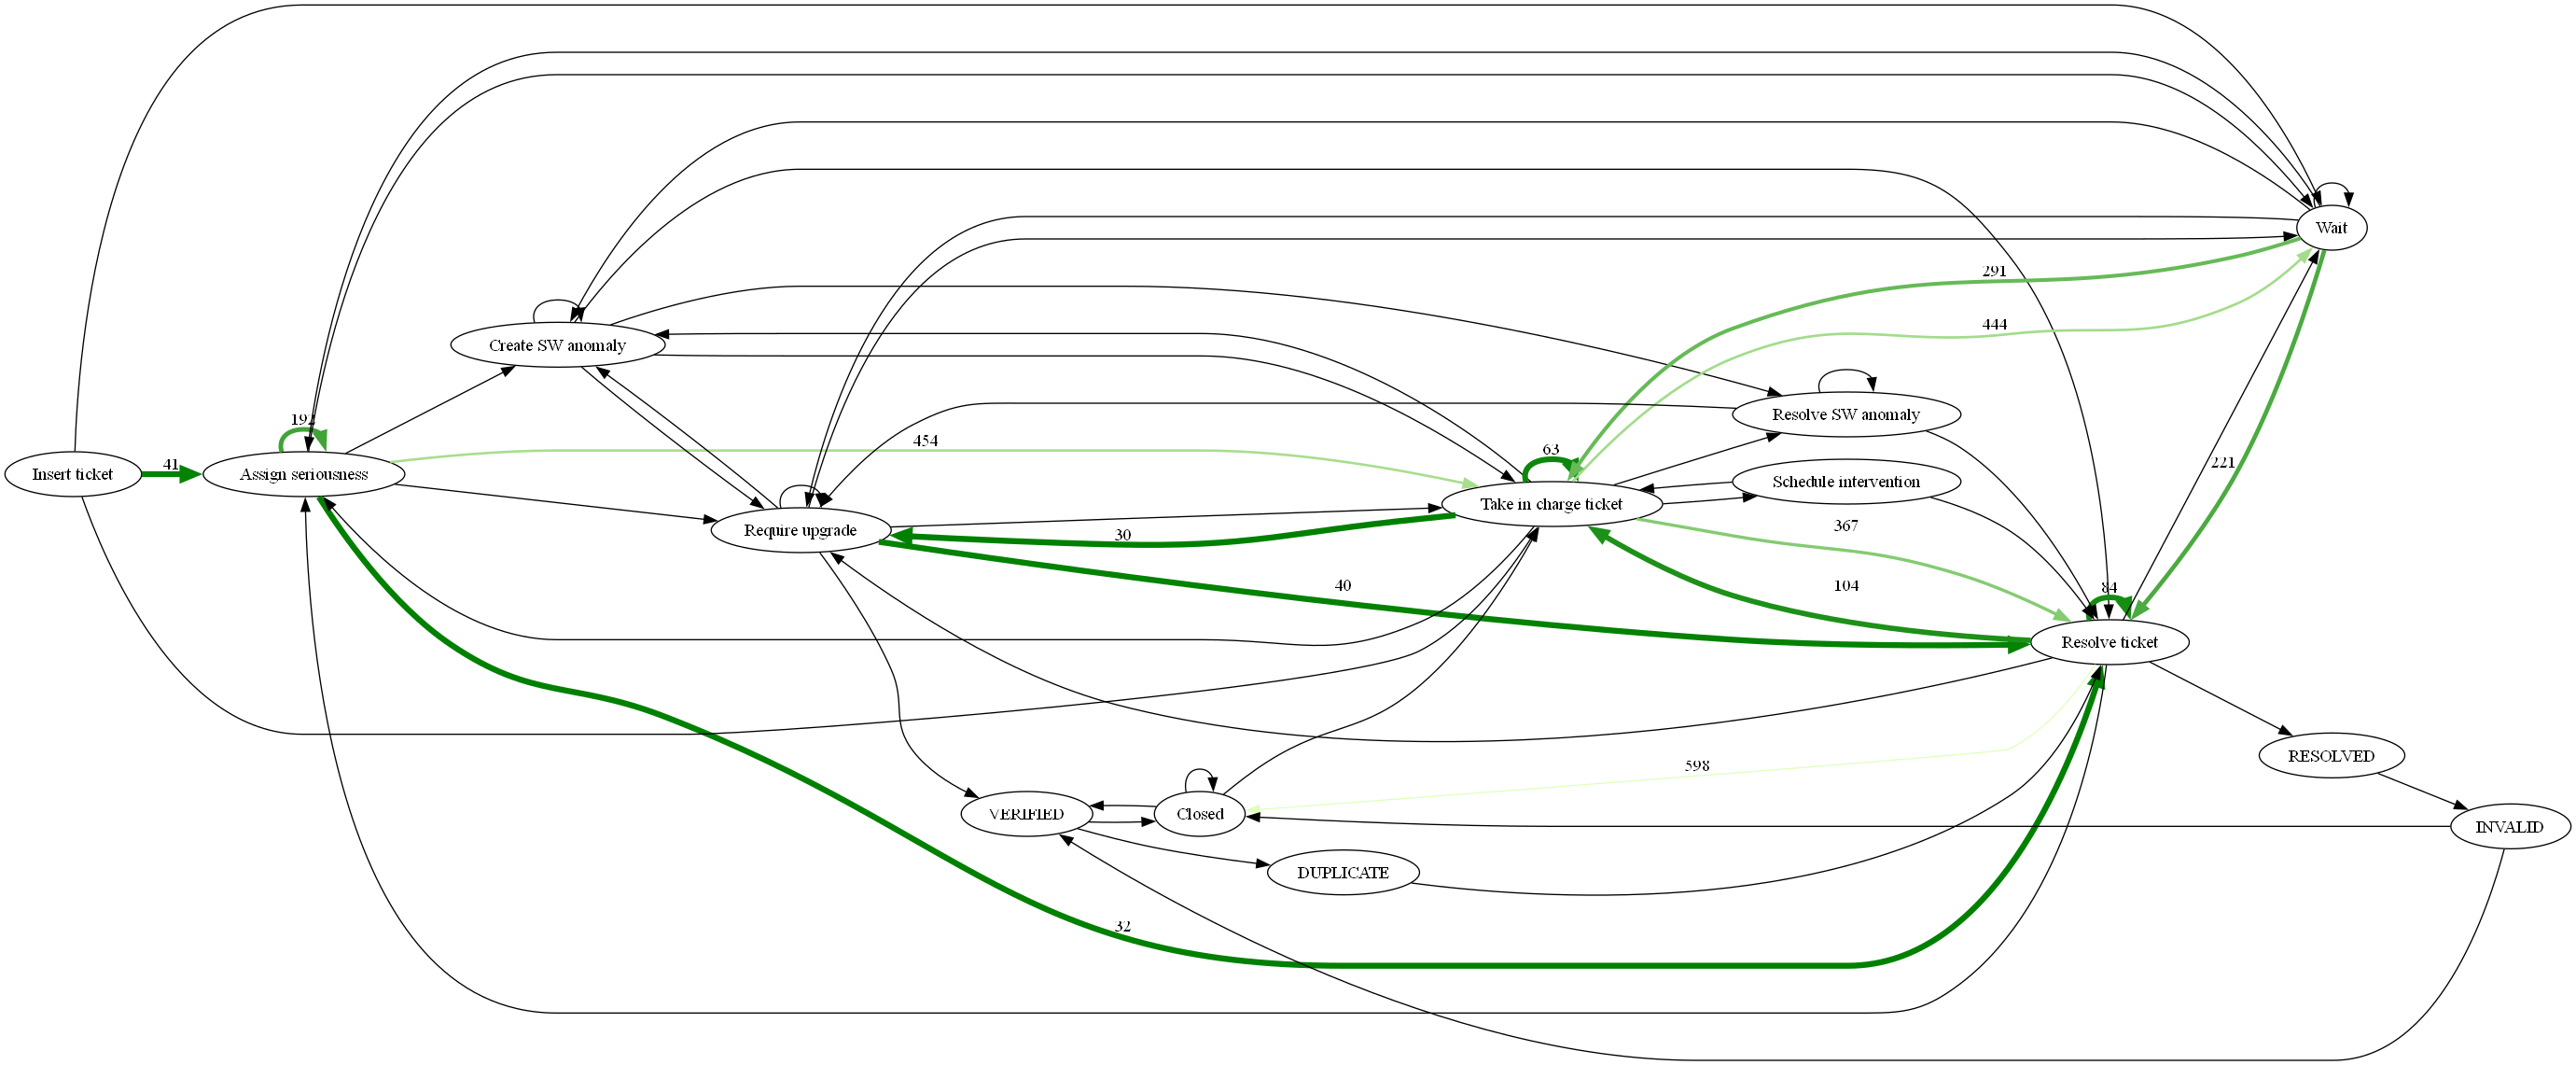 Wait
291
444
Create SW anomaly
Resolve SW anomaly
192
454
63
221
Insert ticket
41
Assign seriousness
Schedule intervention
Take in charge ticket
Require upgrade
30
367
40
104
84
Resolve ticket
RESOLVED
598
VERIFIED
Closed
INVALID
DUPLICATE
32